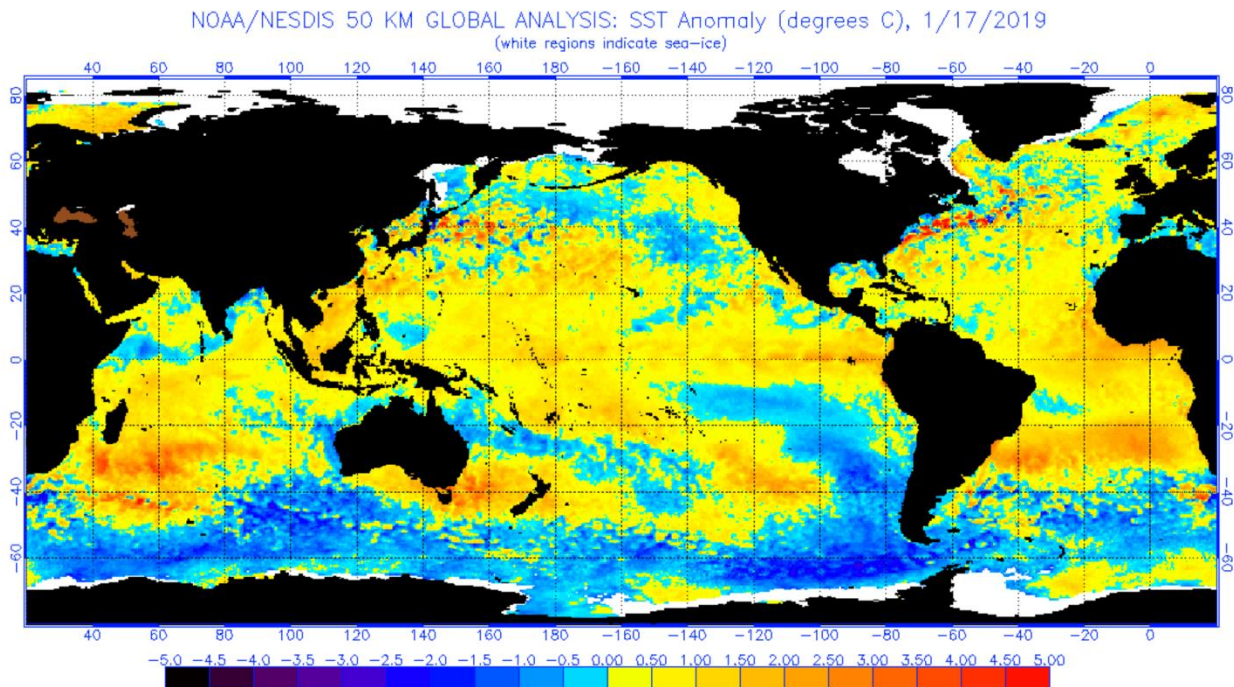 NOAA/NESDIS 50 KM GLOBAL ANALYSIS: SST Anomaly (degrees C), 1/17/2019
(white regions indicate sea-ice)
40 60 80 100 120 140 160 180 -160 -140 -120 -100 -80 -60 -40 -20 0
80 80
60 60
40 40
20 20
0 0
-20 -20
-40 -40
-60 -60
40 60 80 100 120 140 160 180 -160 -140 -120 -100 -80 -60 -40 -20 0
-5.0 -4.5 -4.0 -3.5 -3.0 -2.5 -2.0 -1.5 -1.0 -0.5 0.00 0.50 1.00 1.50 2.00 2.50 3.00 3.50 4.00 4.50 5.00